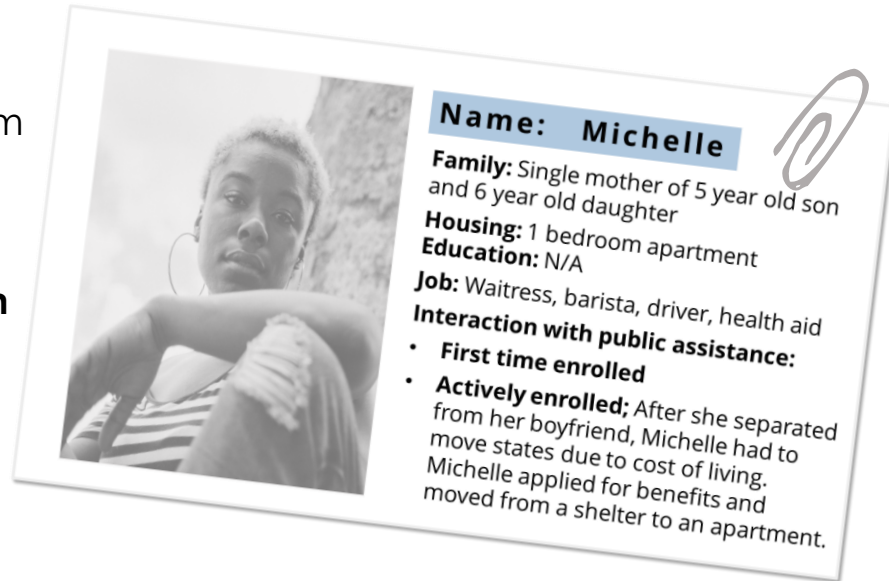 m
n
Name: Michelle
Family: Single mother of 5 year old son
and 6 year old daughter
Housing: 1 bedroom apartment
Education: N/A
Job: Waitress, barista, driver, health aid
Interaction with public assistance:
• First time enrolled
• Actively enrolled; After she separated
from her boyfriend, Michelle had to
move states due to cost of living.
Michelle applied for benefits and
moved from a shelter to an apartment.